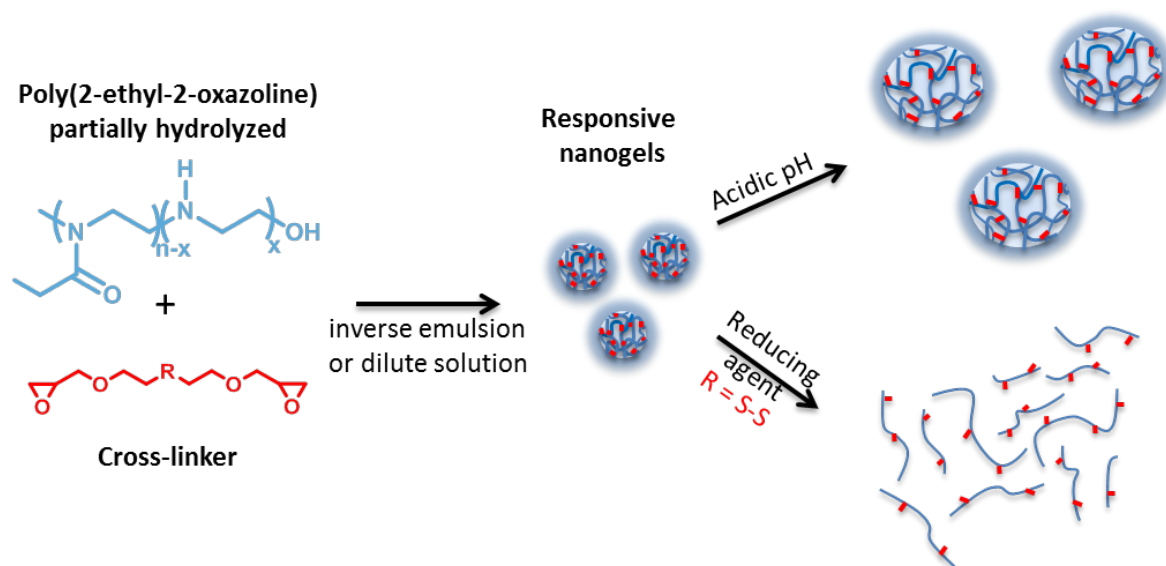 Poly(2-ethyl-2-oxazoline)
partially hydrolyzed
H
N
N
n-x
x
OH
O
+
O
O
R
O
O
Cross-linker
inverse emulsion
or dilute solution
Responsive
nanogels
Acidic pH
Reducing
agent
R = S-S